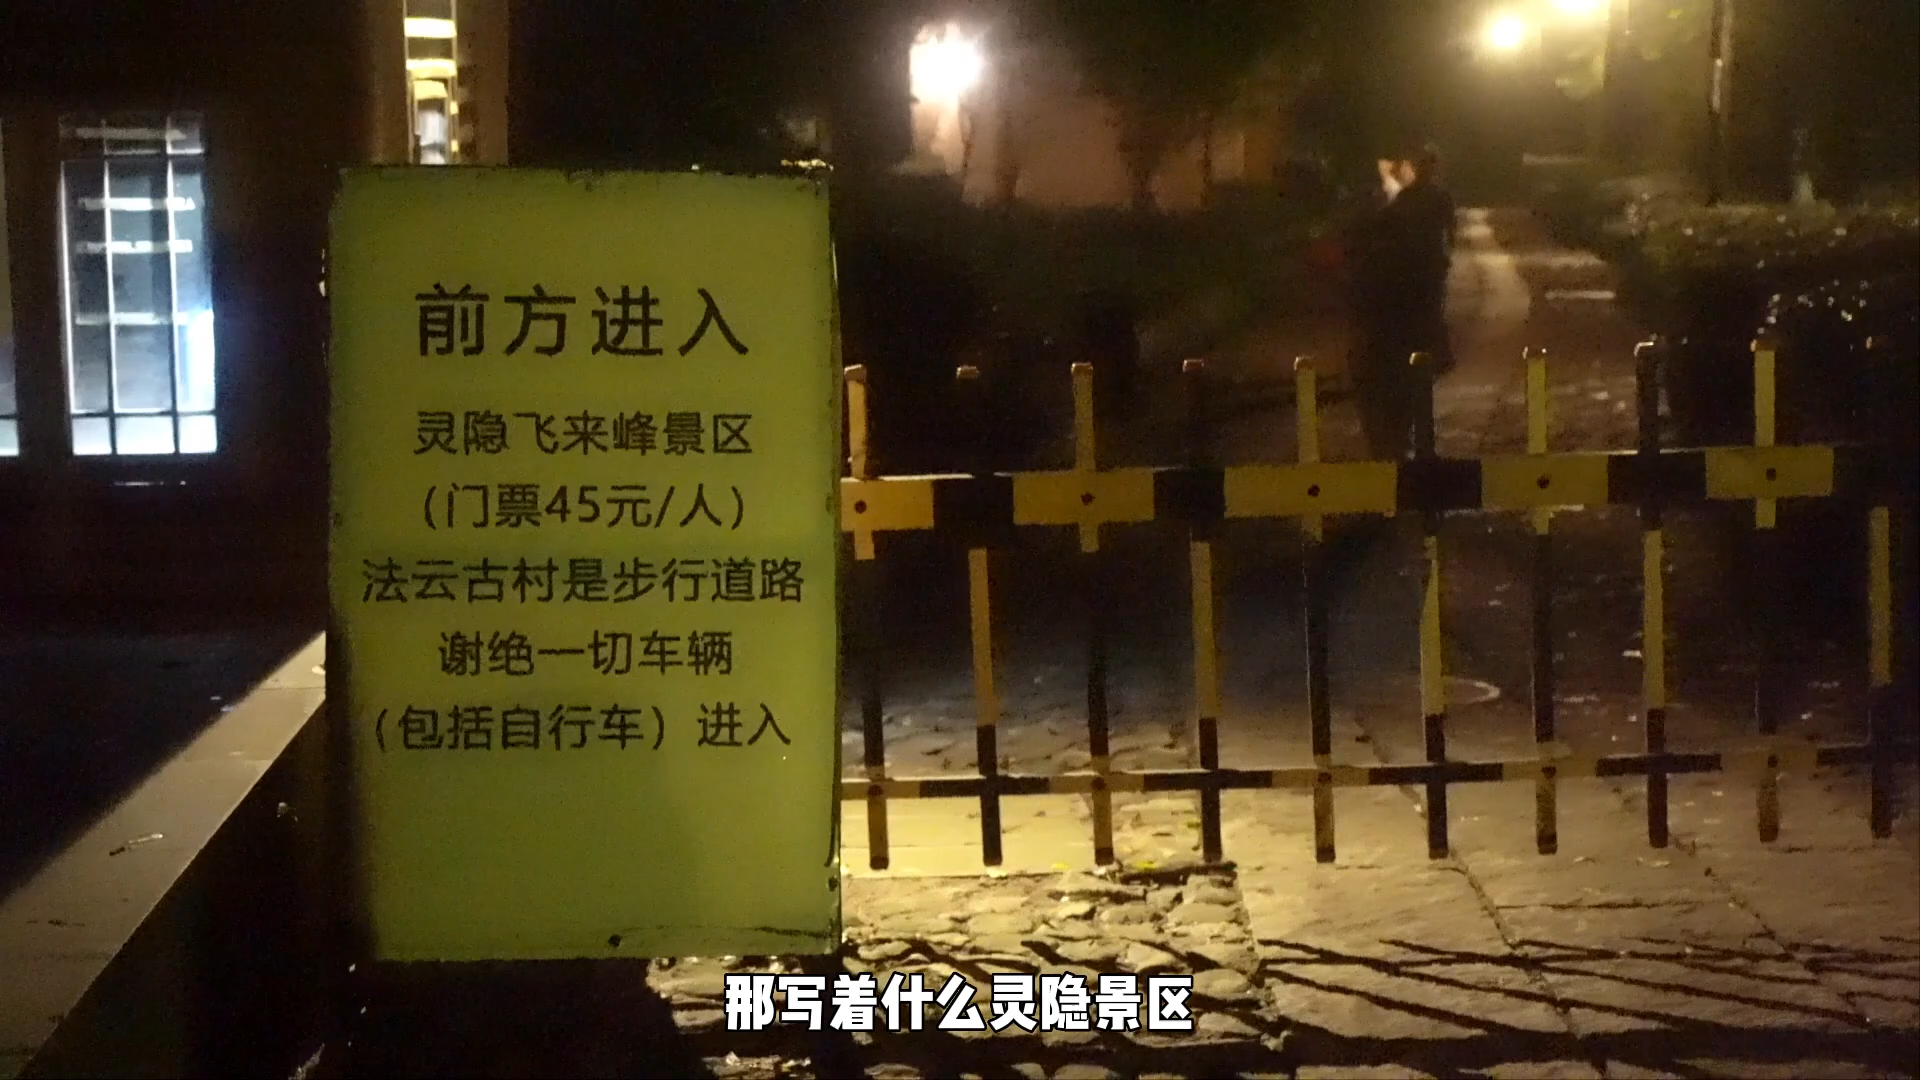 前方进入
灵隐飞来峰景区
(门票45元/人)
法云古村是步行道路
谢绝一切车辆
(包括自行车)进入
那写着什么灵隐景区